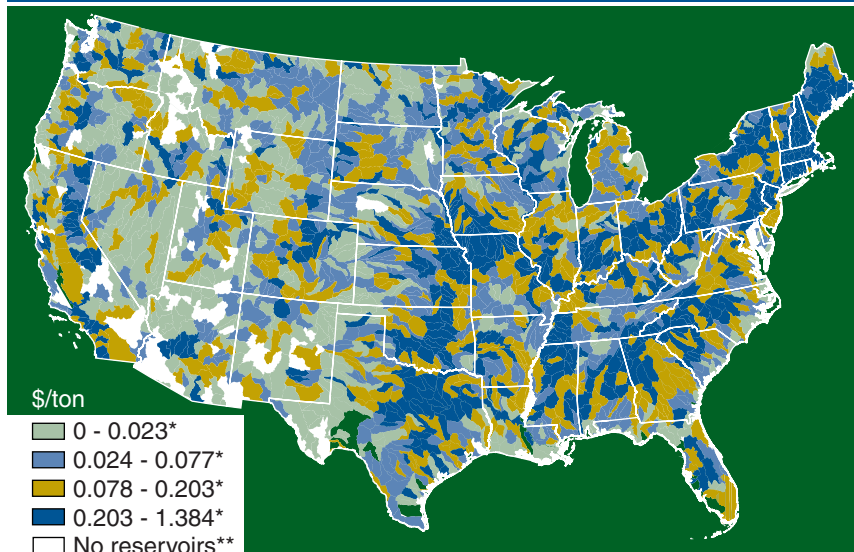 $/ton
0 - 0.023*
0.024 - 0.077*
0.078 - 0.203*
0.203 - 1.384*
No reservoirs**